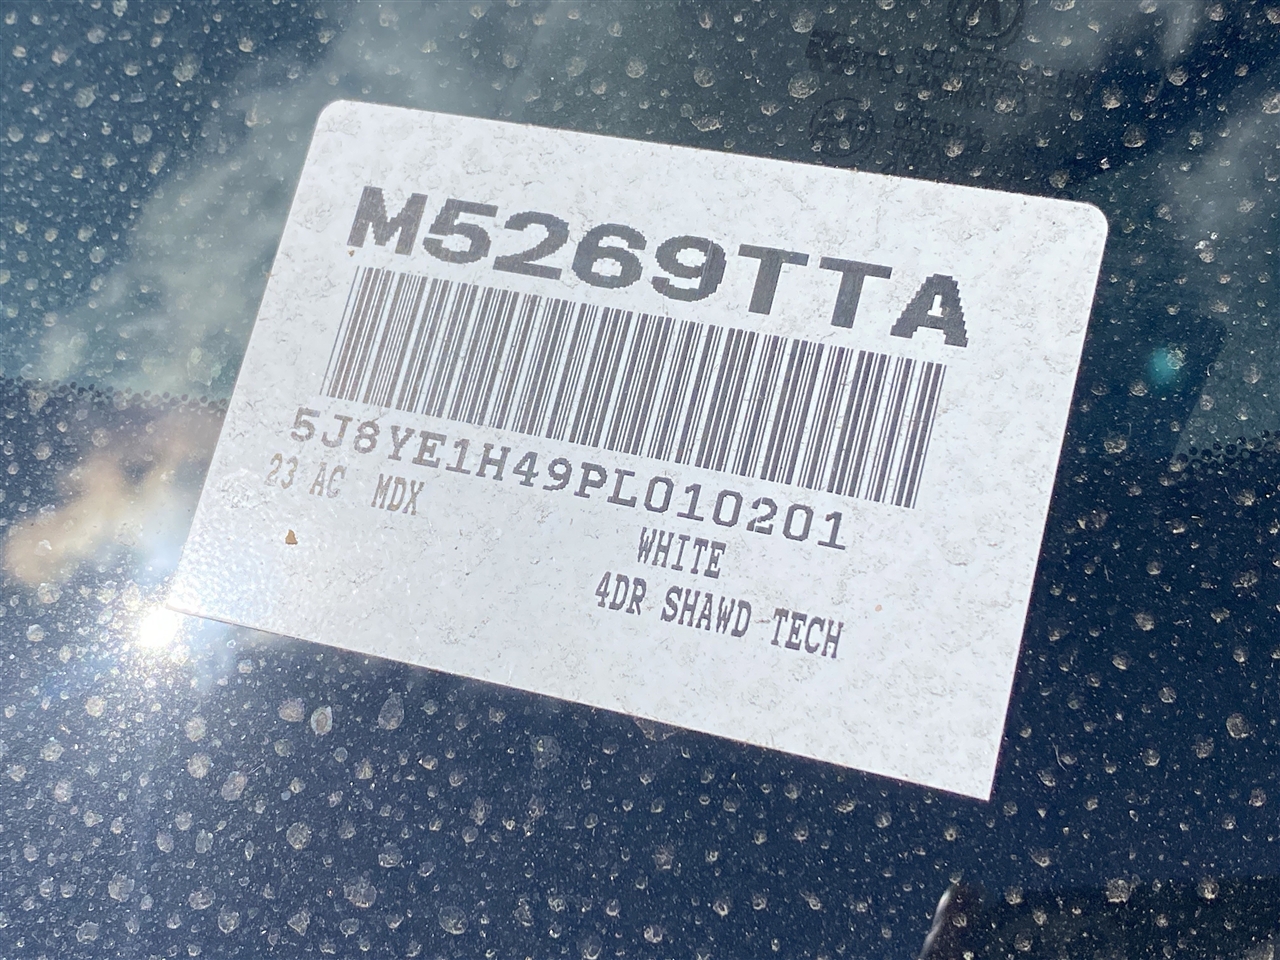 M5269TTA
5J8YE1H49PL010201
23 AC MDX
WHITE
4DR SHAWD TECH